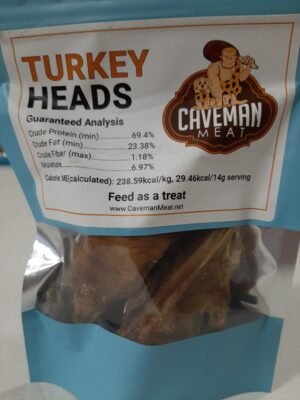 TURKEY
HEADS
Guaranteed Analysis
Crude Protein (min)..........69.4%
Crude Fat (min)..............23.38%
Crude Fiber (max)............1.18%
Moisture.....................6.97%
Calorie ME(calculated): 238.59kcal/kg, 29.46kcal/14g serving
Feed as a treat
www.CavemanMeat.net
CAVEMAN
MEAT